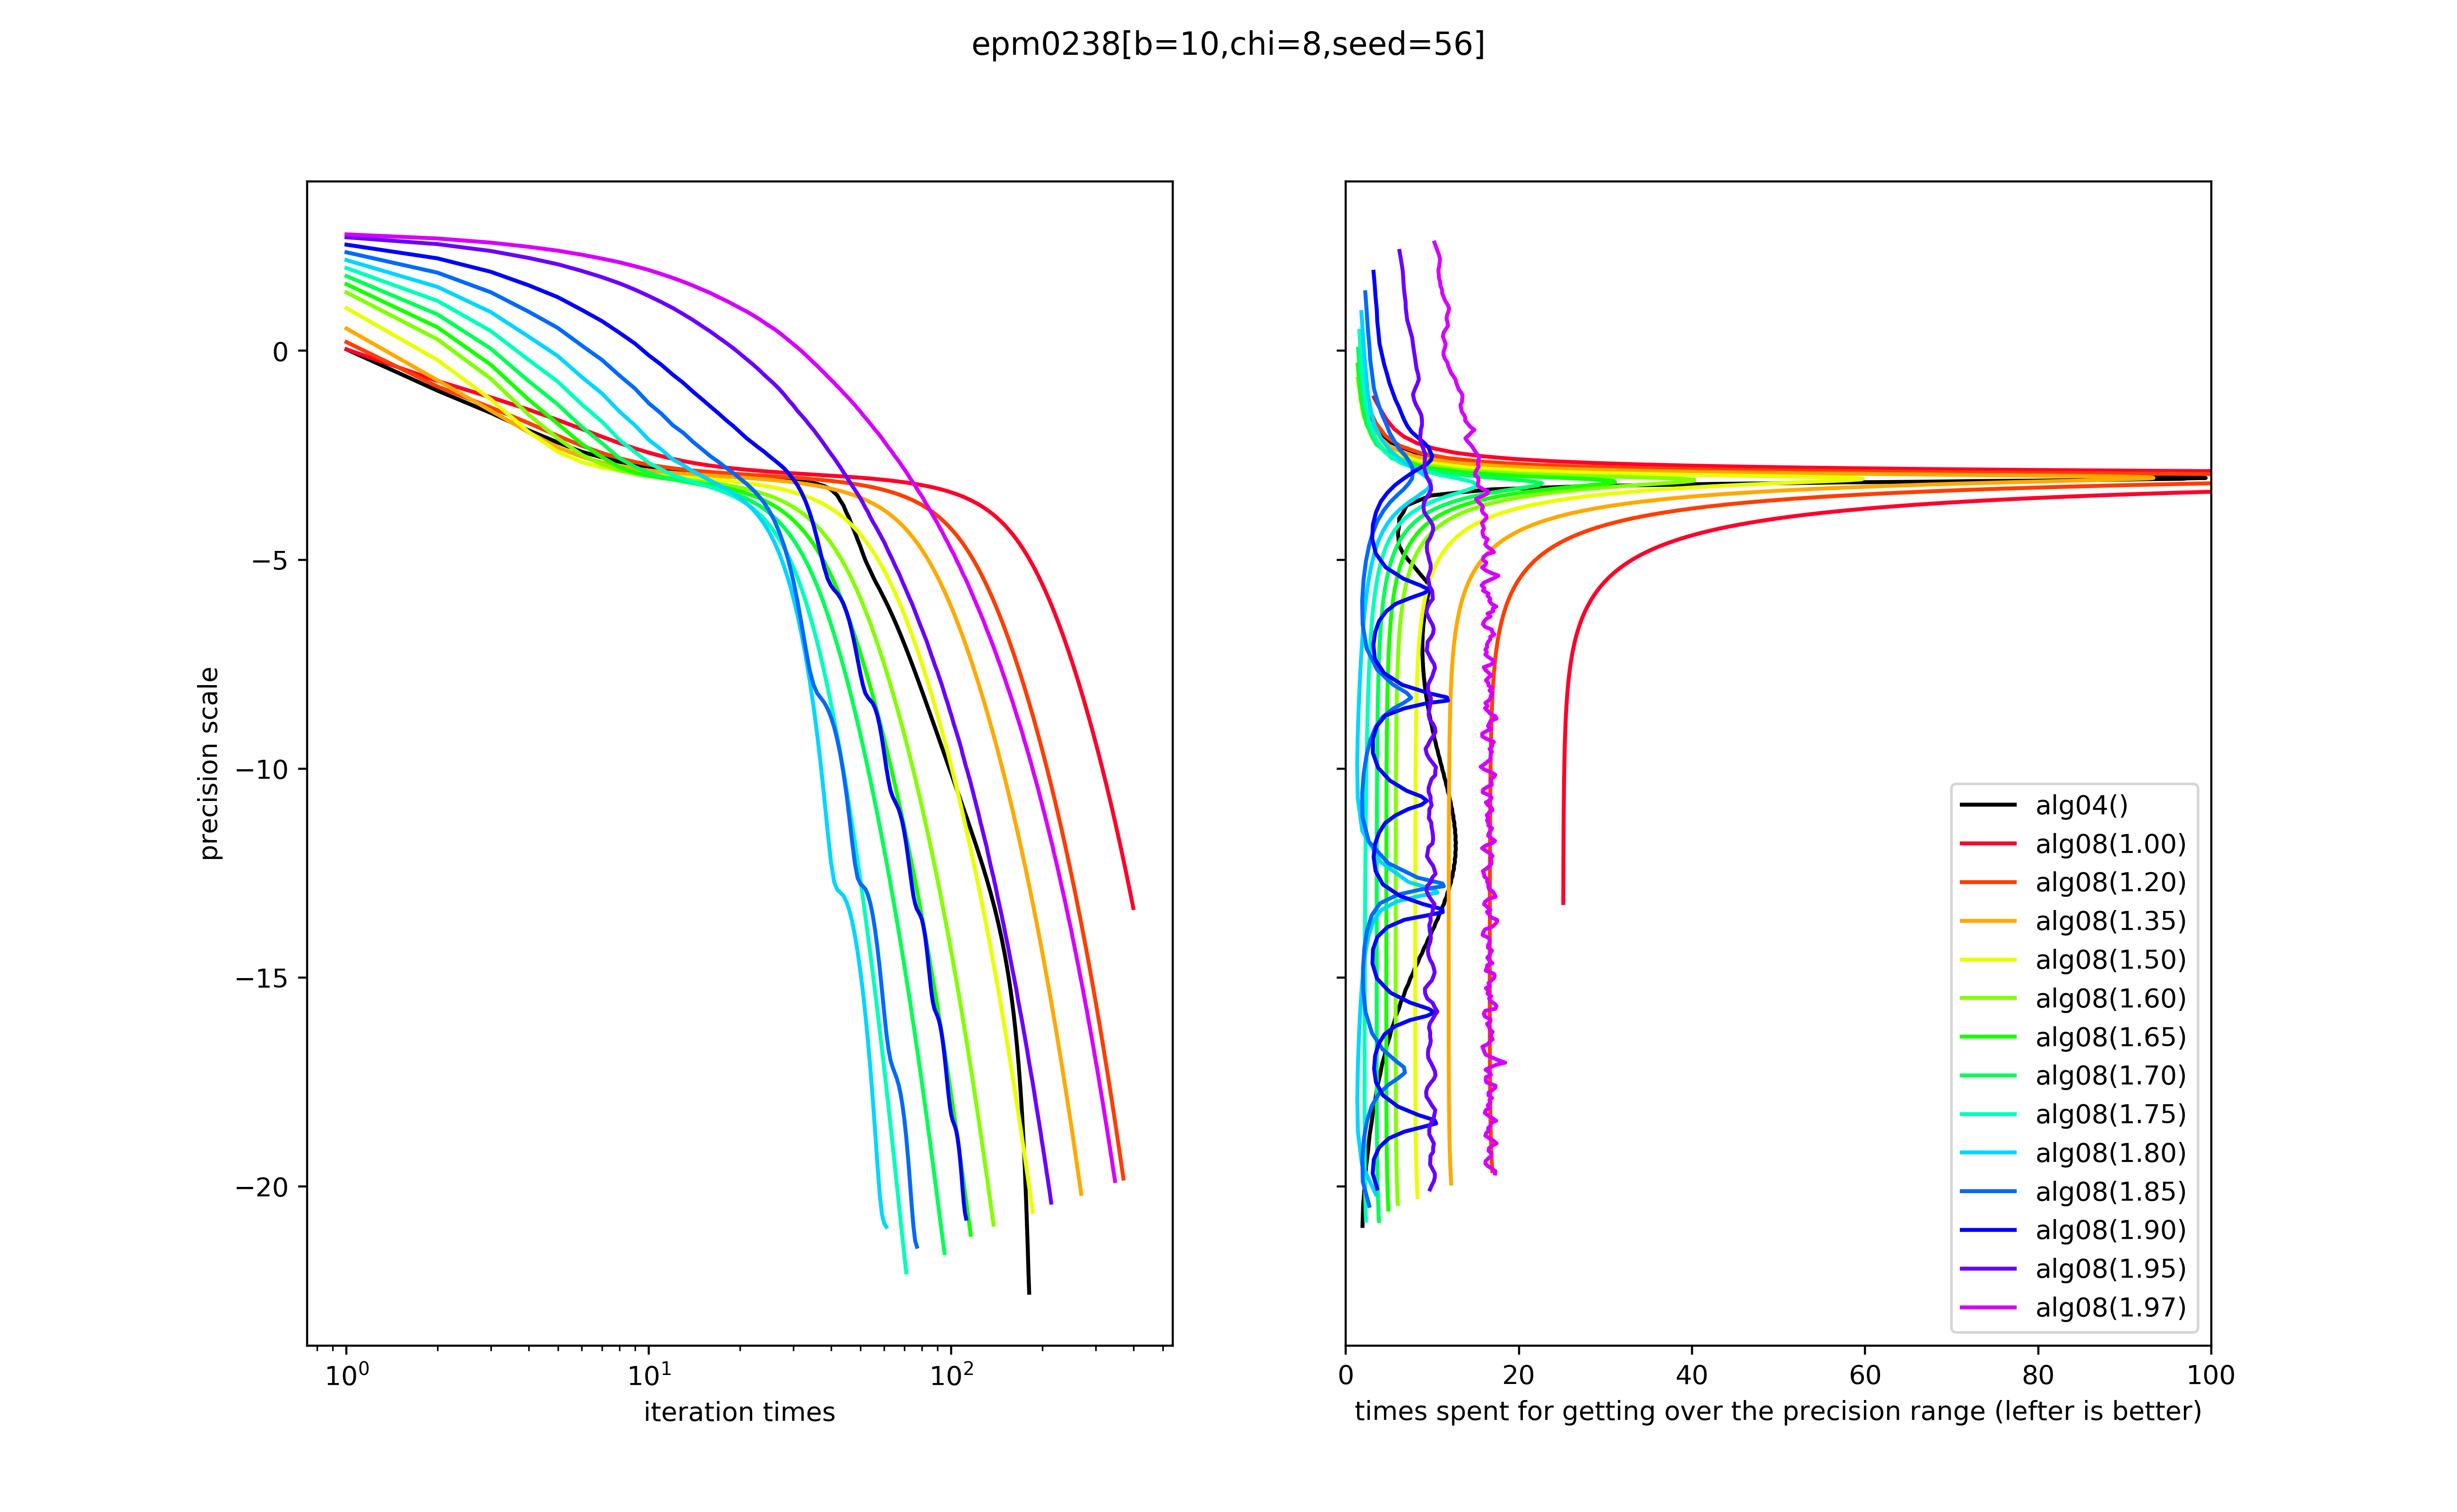 epm0238[b=10,chi=8,seed=56]
precision scale
0
−5
−10
−15
−20
10^0 10^1 10^2
iteration times
0 20 40 60 80 100
times spent for getting over the precision range (lefter is better)
alg04()
alg08(1.00)
alg08(1.20)
alg08(1.35)
alg08(1.50)
alg08(1.60)
alg08(1.65)
alg08(1.70)
alg08(1.75)
alg08(1.80)
alg08(1.85)
alg08(1.90)
alg08(1.95)
alg08(1.97)